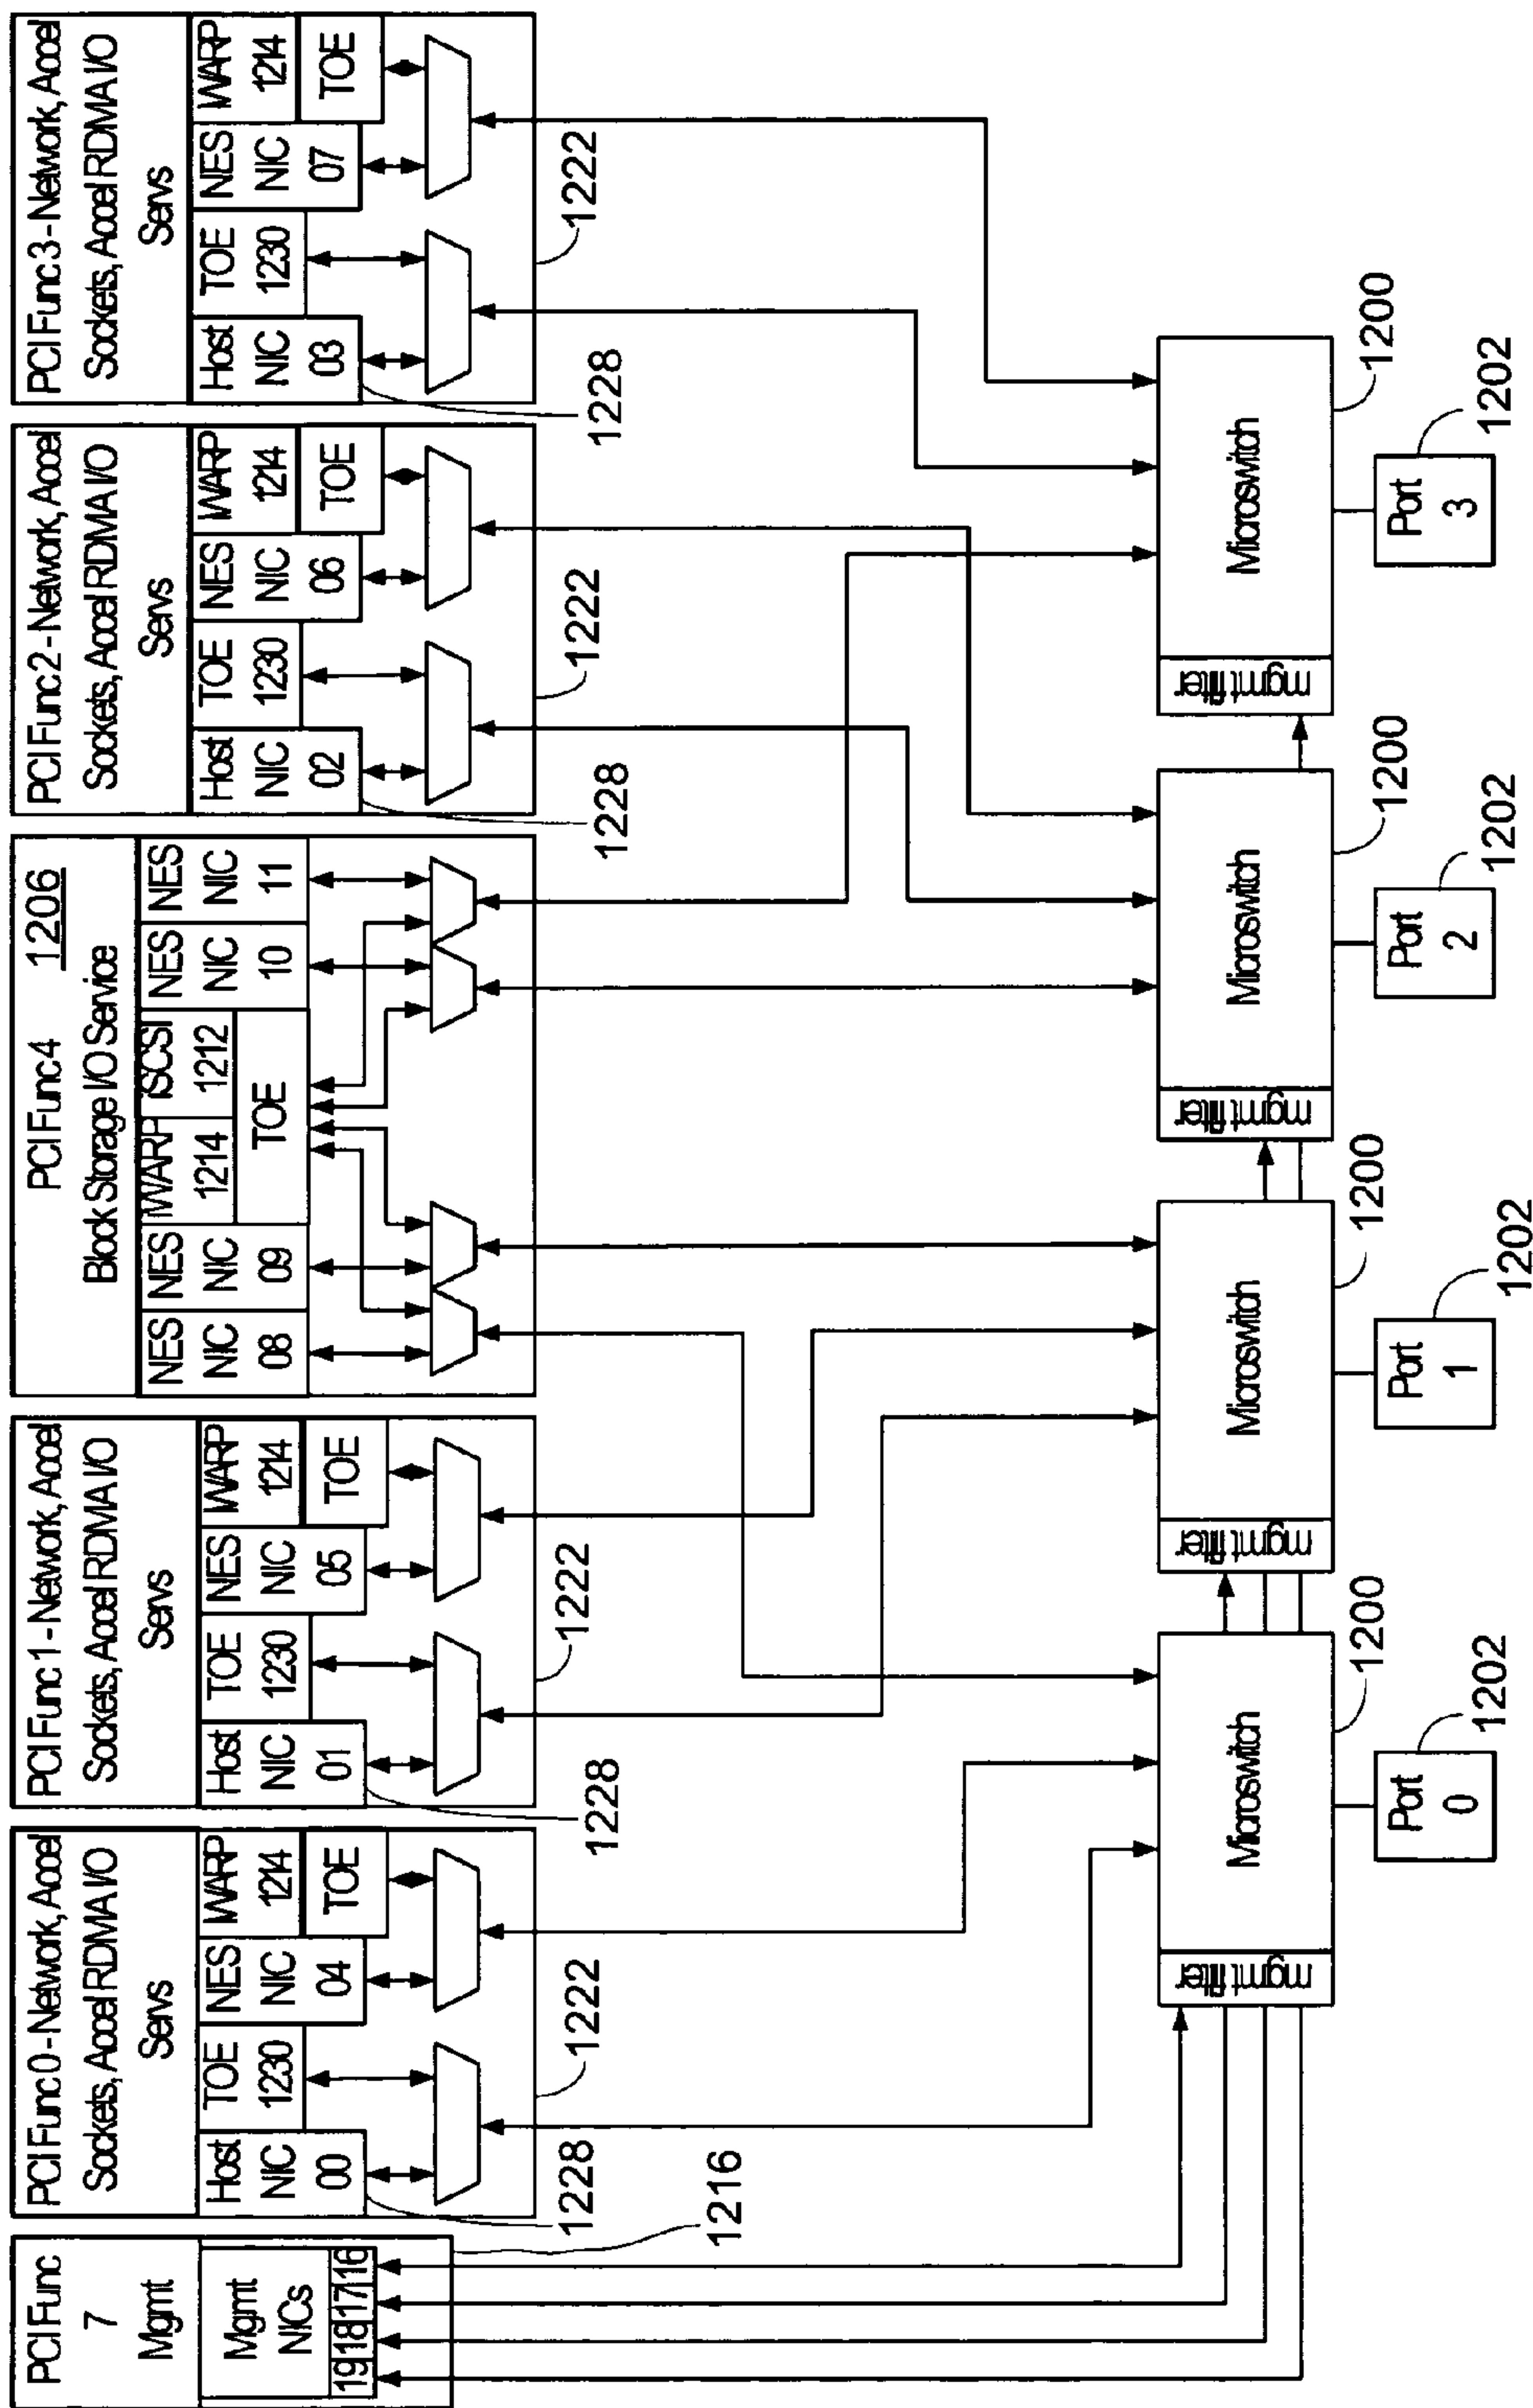 PCI Func
7
Mgmt
Mgmt
NICs
19 18 17 16
1216
PCI Func 0 - Network, Accel
Sockets, Accel RDMA I/O
Servs
Host
NIC
00
TOE
1230
NES
NIC
04
iWARP
1214
TOE
1228
1222
PCI Func 1 - Network, Accel
Sockets, Accel RDMA I/O
Servs
Host
NIC
01
TOE
1230
NES
NIC
05
iWARP
1214
TOE
1228
1222
PCI Func 4
1206
Block Storage I/O Service
NES
NIC
08
NES
NIC
09
iWARP
1214
iSCSI
1212
TOE
NES
NIC
10
NES
NIC
11
PCI Func 2 - Network, Accel
Sockets, Accel RDMA I/O
Servs
Host
NIC
02
TOE
1230
NES
NIC
06
iWARP
1214
TOE
1228
1222
PCI Func 3 - Network, Accel
Sockets, Accel RDMA I/O
Servs
Host
NIC
03
TOE
1230
NES
NIC
07
iWARP
1214
TOE
1228
1222
mgmt filter
Microswitch
1200
mgmt filter
Microswitch
1200
mgmt filter
Microswitch
1200
mgmt filter
Microswitch
1200
Port
0
1202
Port
1
1202
Port
2
1202
Port
3
1202